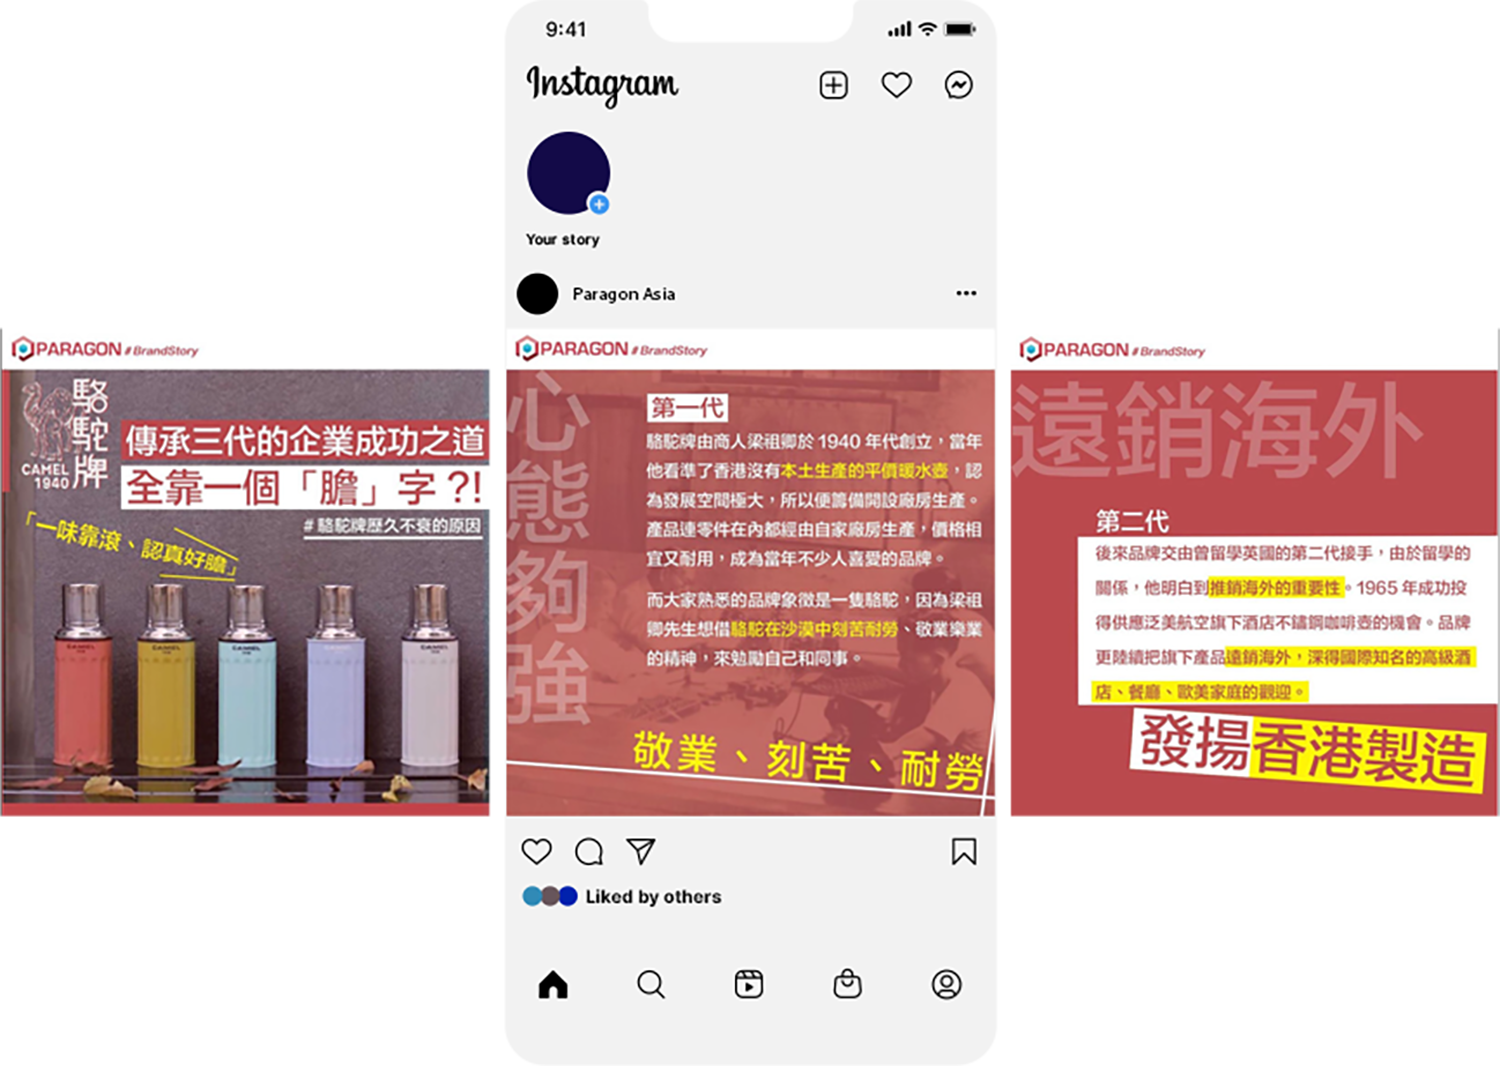 9:41
Instagram
Your story
Paragon Asia
PARAGON #BrandStory
駱駝牌
CAMEL
1940
傳承三代的企業成功之道
全靠一個「膽」字?!
#駱駝牌歷久不衰的原因
「一味靠滾、認真好膽」
CAMEL
CAMEL
CAMEL
CAMEL
CAMEL
PARAGON #BrandStory
心態夠強
第一代
駱駝牌由商人梁祖卿於 1940 年代創立，當年
他看準了香港沒有本土生產的平價暖水壺，認
為發展空間極大，所以便籌備開設廠房生產。
產品連零件在內都經由自家廠房生產，價格相
宜又耐用，成為當年不少人喜愛的品牌。
而大家熟悉的品牌象徵是一隻駱駝，因為梁祖
卿先生想借駱駝在沙漠中刻苦耐勞、敬業樂業
的精神，來勉勵自己和同事。
敬業、刻苦、耐勞
PARAGON #BrandStory
遠銷海外
第二代
後來品牌交由曾留學英國的第二代接手，由於留學的
關係，他明白到推銷海外的重要性。1965 年成功投
得供應泛美航空旗下酒店不鏽鋼咖啡壺的機會。品牌
更陸續把旗下產品遠銷海外，深得國際知名的高級酒
店、餐廳、歐美家庭的歡迎。
發揚香港製造
Liked by others